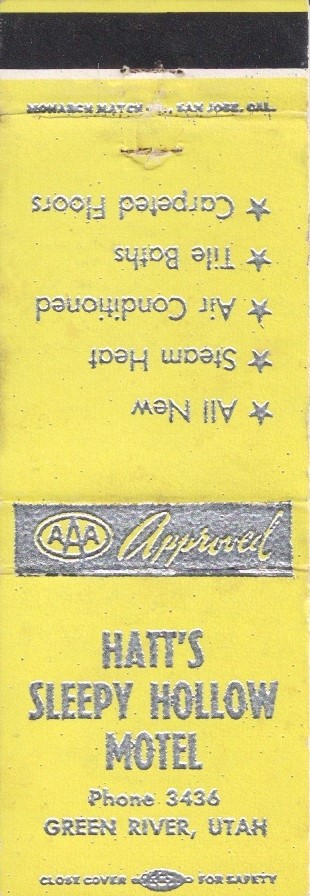 MONARCH MATCH CO., SAN JOSE, CAL.
★ All New
★ Steam Heat
★ Air Conditioned
★ Tile Baths
★ Carpeted Floors
AAA Approved
HATT'S
SLEEPY HOLLOW
MOTEL
Phone 3436
GREEN RIVER, UTAH
CLOSE COVER FOR SAFETY